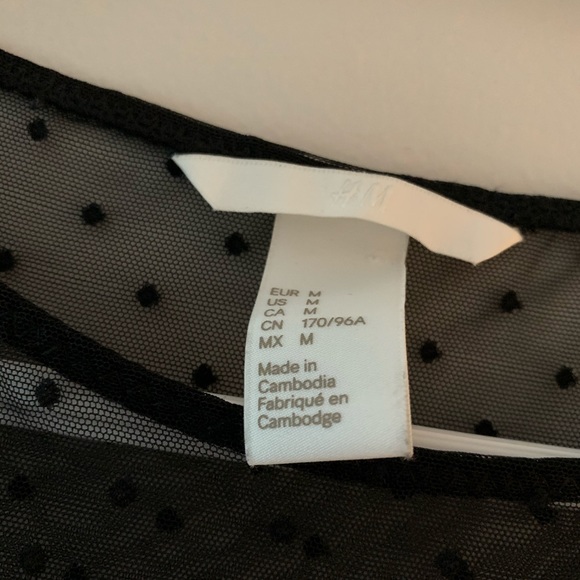 H&M
EUR M
US M
CA M
CN 170/96A
MX M
Made in
Cambodia
Fabriqué en
Cambodge